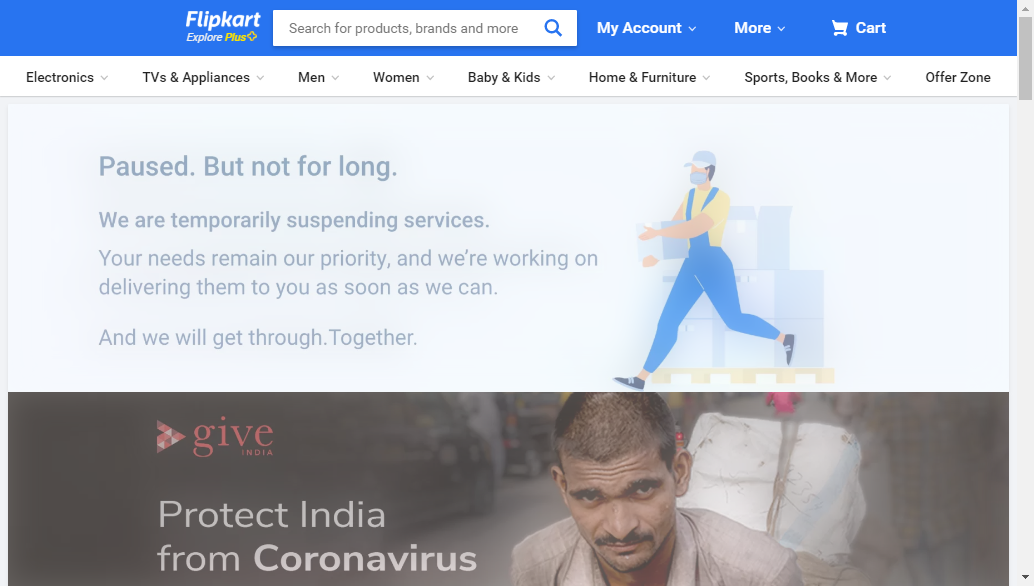 Flipkart
Explore Plus
Search for products, brands and more
My Account
More
Cart
Electronics
TVs & Appliances
Men
Women
Baby & Kids
Home & Furniture
Sports, Books & More
Offer Zone
Paused. But not for long.
We are temporarily suspending services.
Your needs remain our priority, and we’re working on
delivering them to you as soon as we can.
And we will get through.Together.
give
INDIA
Protect India
from Coronavirus